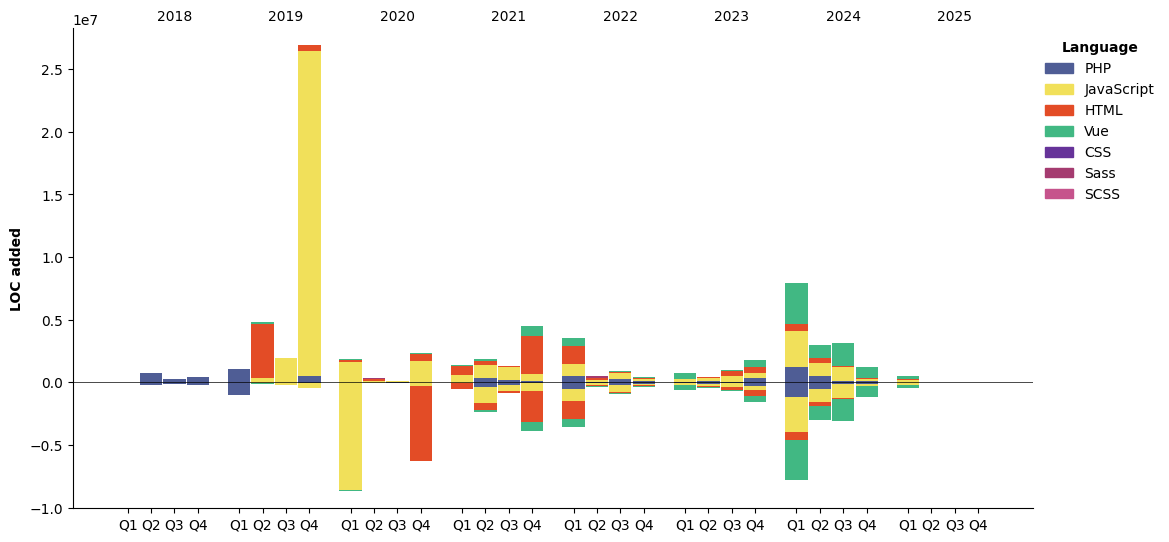 1e7
2018 2019 2020 2021 2022 2023 2024 2025
LOC added
2.5
2.0
1.5
1.0
0.5
0.0
−0.5
−1.0
Q1 Q2 Q3 Q4 Q1 Q2 Q3 Q4 Q1 Q2 Q3 Q4 Q1 Q2 Q3 Q4 Q1 Q2 Q3 Q4 Q1 Q2 Q3 Q4 Q1 Q2 Q3 Q4 Q1 Q2 Q3 Q4
Language
PHP
JavaScript
HTML
Vue
CSS
Sass
SCSS